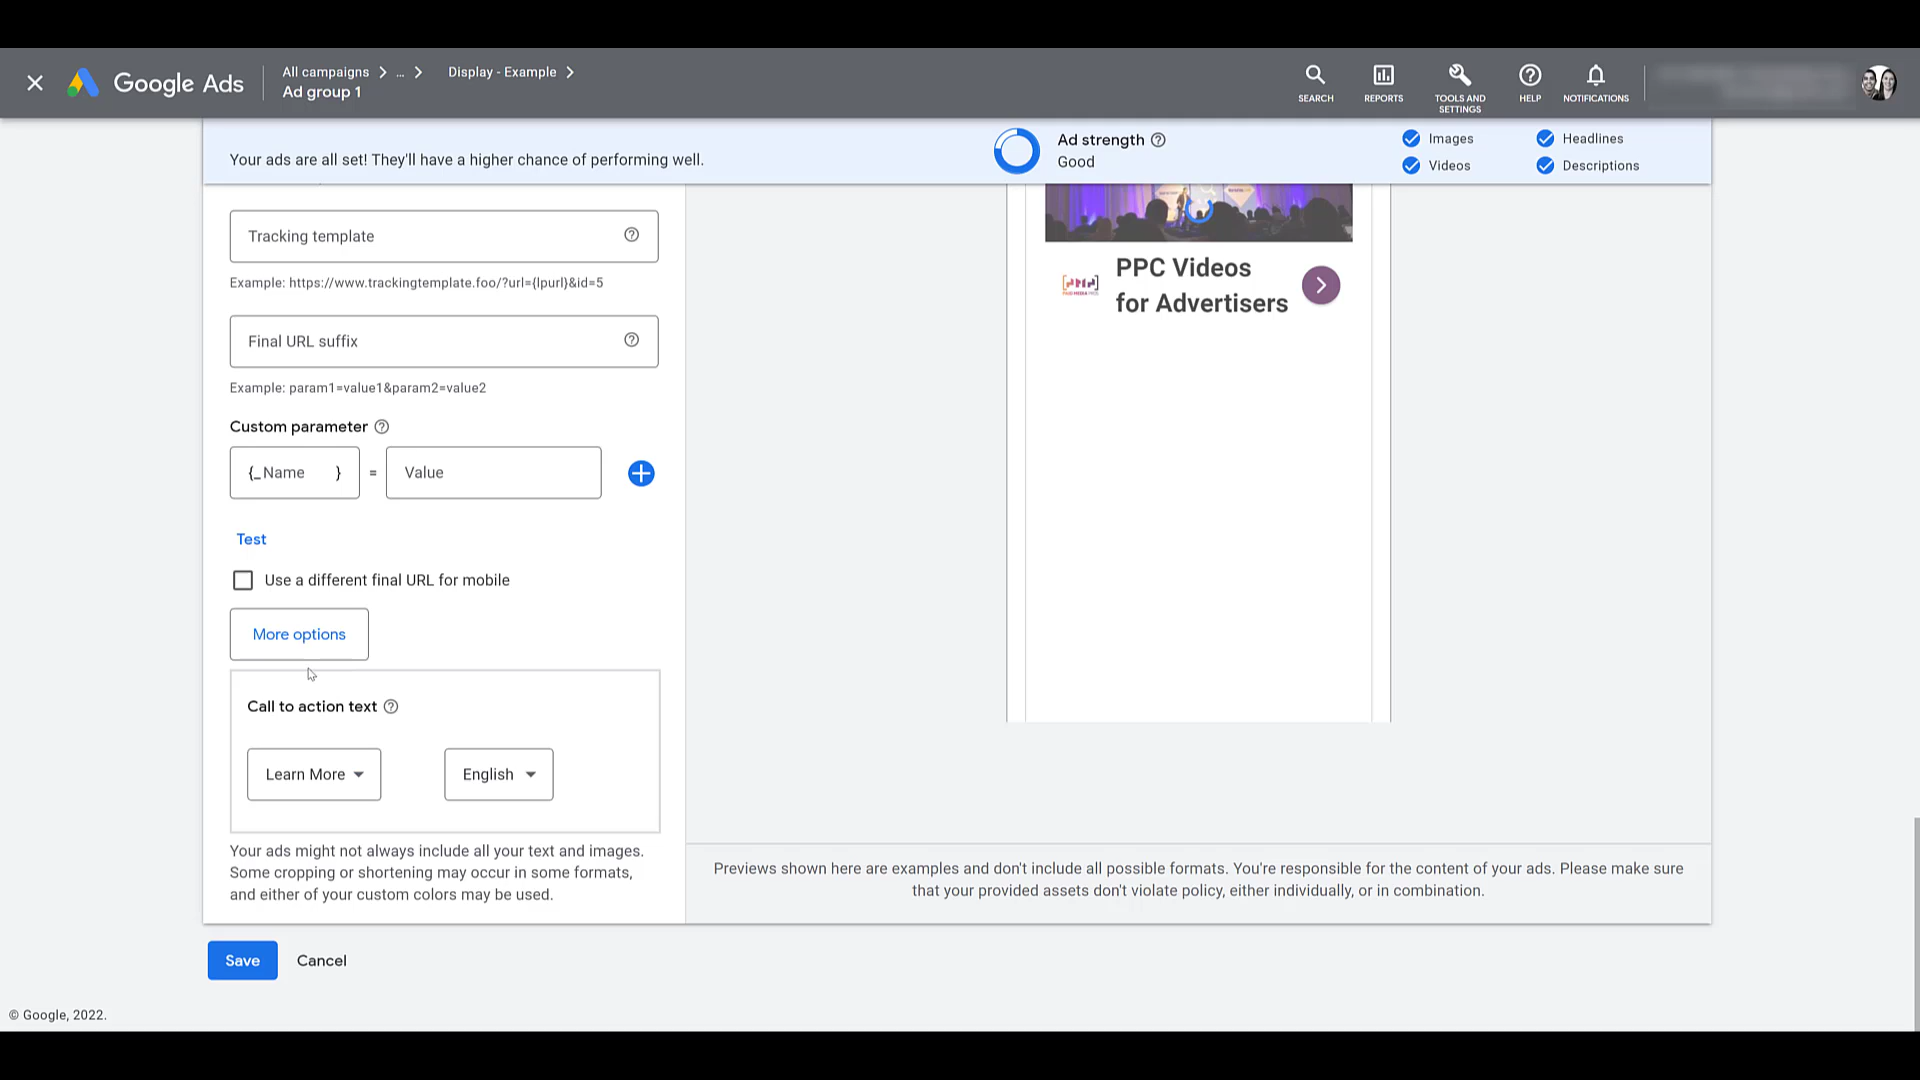 Google Ads
All campaigns > ... >
Display - Example >
Ad group 1
SEARCH
REPORTS
TOOLS AND
SETTINGS
HELP
NOTIFICATIONS
Your ads are all set! They'll have a higher chance of performing well.
Ad strength
Good
Images
Headlines
Videos
Descriptions
Tracking template
Example: https://www.trackingtemplate.foo/?url={lpurl}&id=5
Final URL suffix
Example: param1=value1&param2=value2
Custom parameter
{_ Name } = Value
Test
Use a different final URL for mobile
More options
Call to action text
Learn More
English
Your ads might not always include all your text and images.
Some cropping or shortening may occur in some formats,
and either of your custom colors may be used.
PPC Videos
for Advertisers
Previews shown here are examples and don't include all possible formats. You're responsible for the content of your ads. Please make sure
that your provided assets don't violate policy, either individually, or in combination.
Save
Cancel
© Google, 2022.